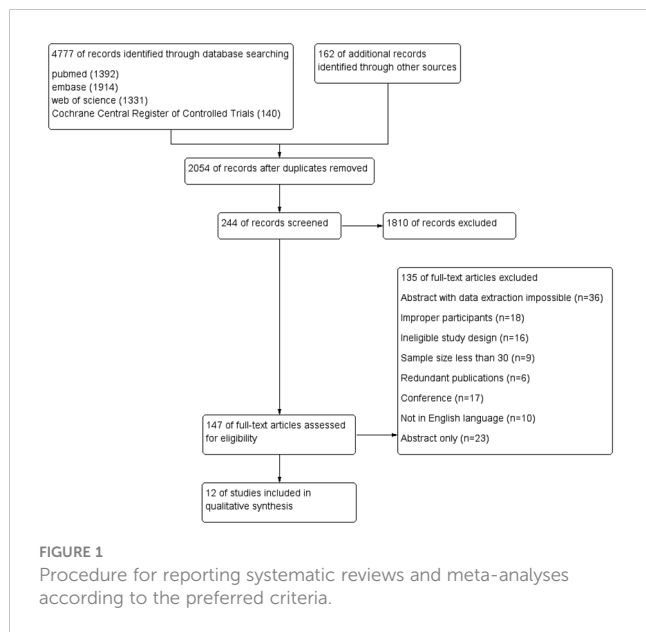 4777 of records identified through database searching
pubmed (1392)
embase (1914)
web of science (1331)
Cochrane Central Register of Controlled Trials (140)
162 of additional records
identified through other sources
2054 of records after duplicates removed
244 of records screened
1810 of records excluded
135 of full-text articles excluded
Abstract with data extraction impossible (n=36)
Improper participants (n=18)
Ineligible study design (n=16)
Sample size less than 30 (n=9)
Redundant publications (n=6)
Conference (n=17)
Not in English language (n=10)
Abstract only (n=23)
147 of full-text articles assessed
for eligibility
12 of studies included in
qualitative synthesis
FIGURE 1
Procedure for reporting systematic reviews and meta-analyses
according to the preferred criteria.